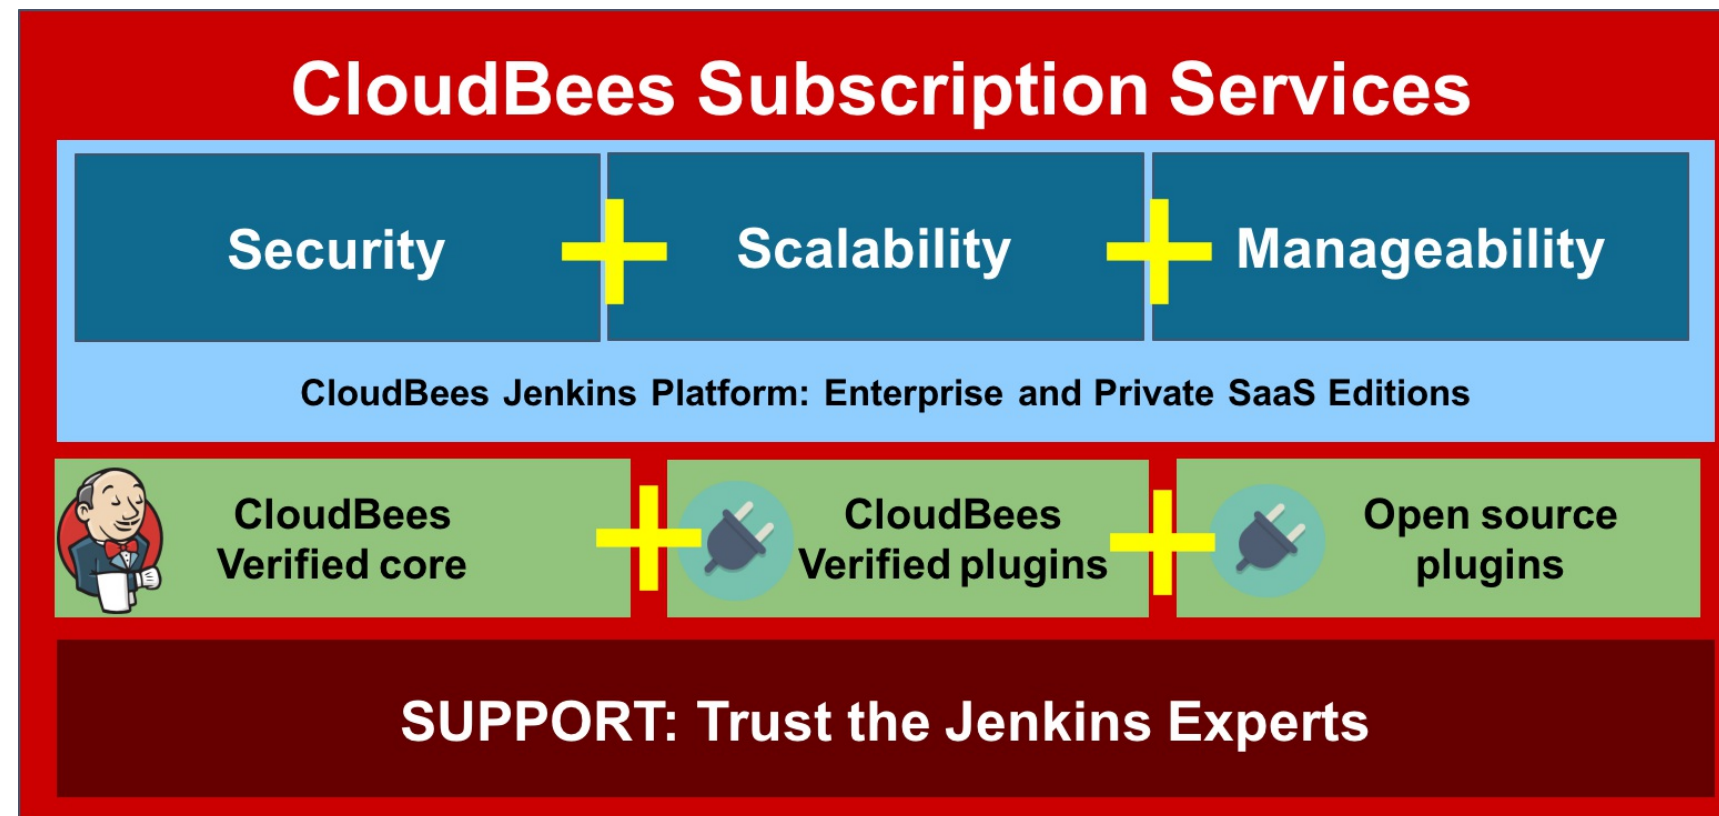 CloudBees Subscription Services
Security
Scalability
Manageability
CloudBees Jenkins Platform: Enterprise and Private SaaS Editions
CloudBees
Verified core
CloudBees
Verified plugins
Open source
plugins
SUPPORT: Trust the Jenkins Experts